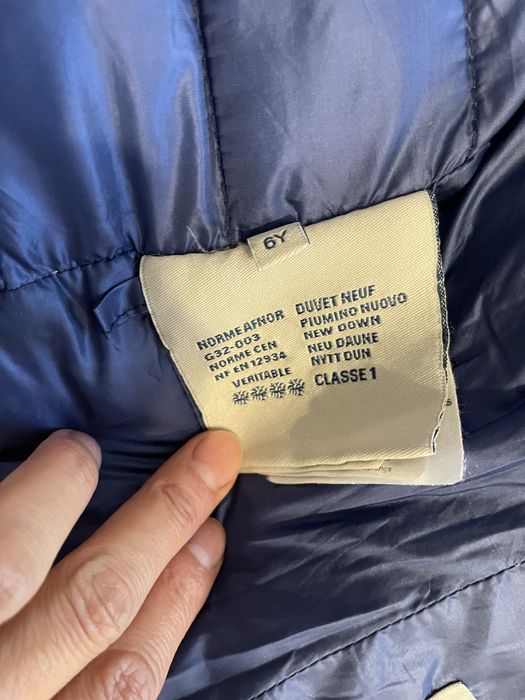 6Y
NORME AFNOR
G32-003
NORME CEN
NF EN 12934
VERITABLE
DUVET NEUF
PIUMINO NUOVO
NEW DOWN
NEU DAUNE
NYTT DUN
CLASSE 1